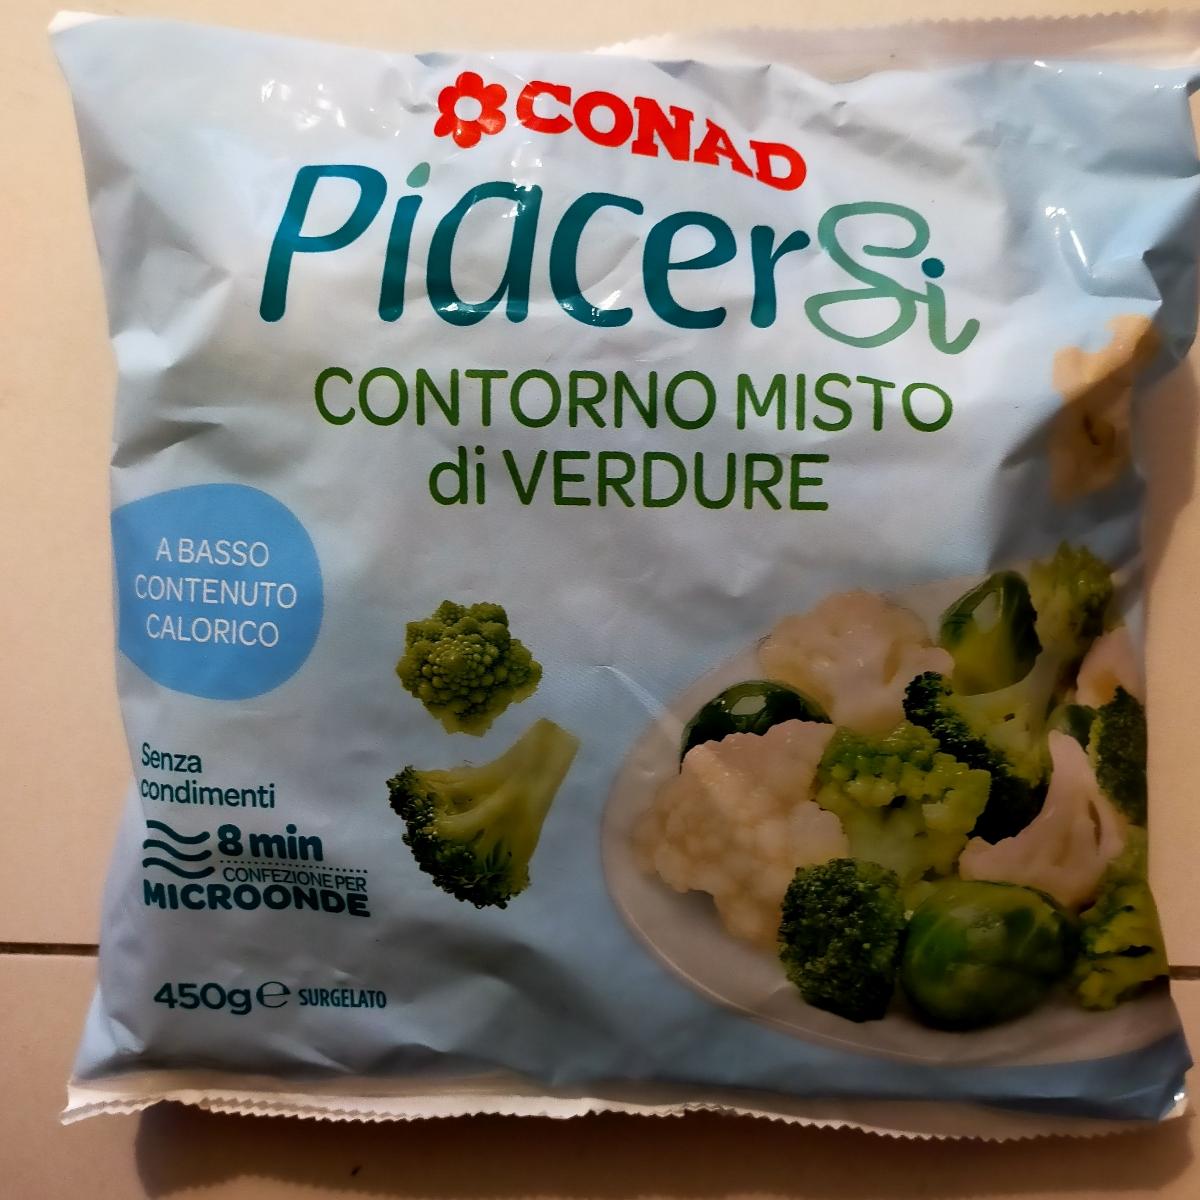 CONAD
PiacerSi
CONTORNO MISTO
di VERDURE
A BASSO
CONTENUTO
CALORICO
Senza
condimenti
8 min
CONFEZIONE PER
MICROONDE
450g e SURGELATO